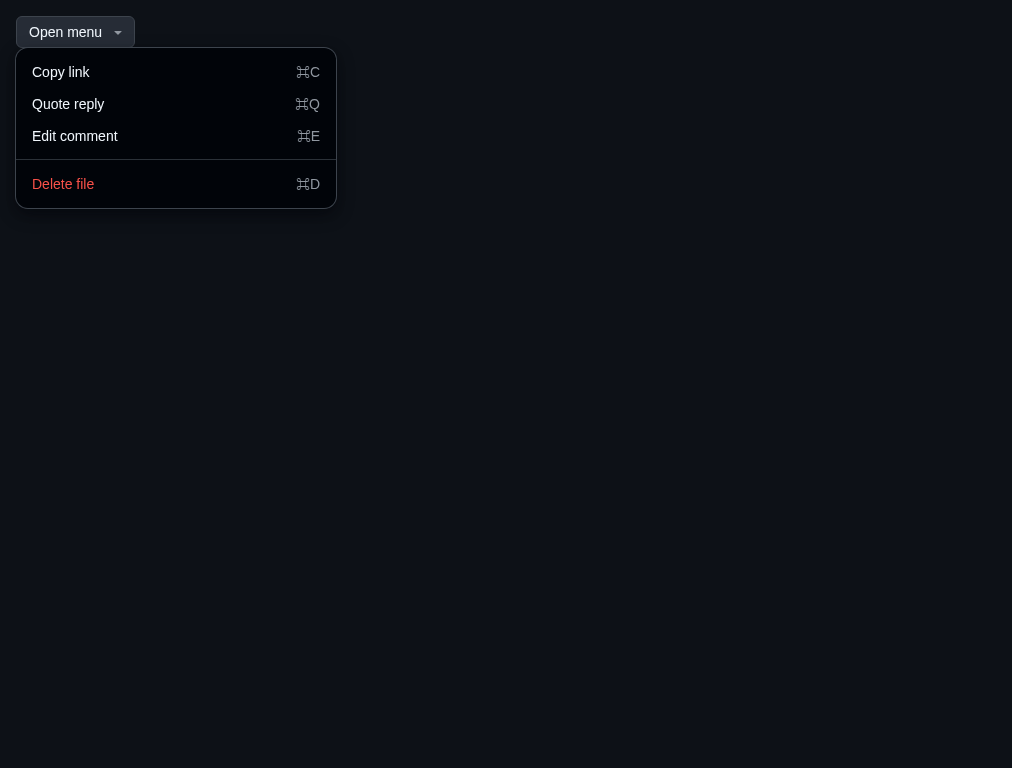 Open menu
Copy link ⌘C
Quote reply ⌘Q
Edit comment ⌘E
Delete file ⌘D